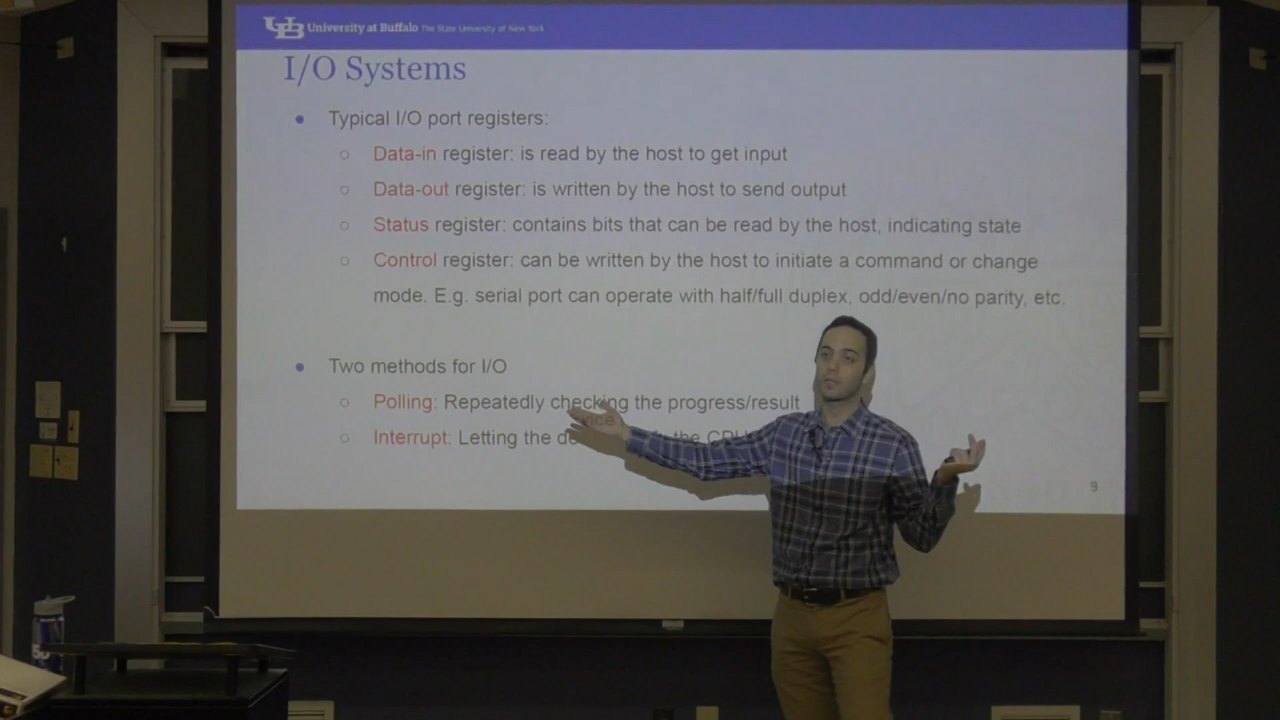 UB University at Buffalo The State University of New York
I/O Systems
● Typical I/O port registers:
○ Data-in register: is read by the host to get input
○ Data-out register: is written by the host to send output
○ Status register: contains bits that can be read by the host, indicating state
○ Control register: can be written by the host to initiate a command or change
mode. E.g. serial port can operate with half/full duplex, odd/even/no parity, etc.
● Two methods for I/O
○ Polling: Repeatedly checking the progress/result
○ Interrupt: Letting the the
9